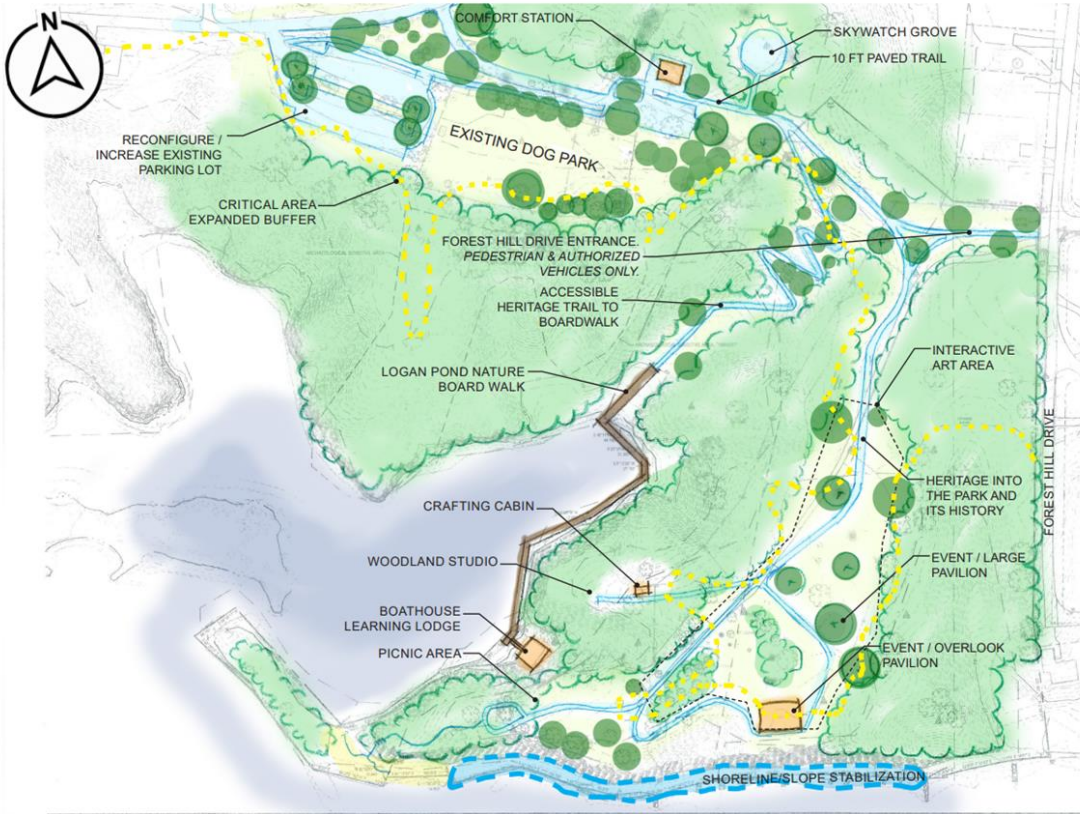 N
COMFORT STATION
SKYWATCH GROVE
10 FT PAVED TRAIL
RECONFIGURE /
INCREASE EXISTING
PARKING LOT
EXISTING DOG PARK
CRITICAL AREA
EXPANDED BUFFER
FOREST HILL DRIVE ENTRANCE.
PEDESTRIAN & AUTHORIZED
VEHICLES ONLY.
ACCESSIBLE
HERITAGE TRAIL TO
BOARDWALK
LOGAN POND NATURE
BOARD WALK
INTERACTIVE
ART AREA
FOREST HILL DRIVE
HERITAGE INTO
THE PARK AND
ITS HISTORY
CRAFTING CABIN
WOODLAND STUDIO
EVENT / LARGE
PAVILION
BOATHOUSE
LEARNING LODGE
PICNIC AREA
EVENT / OVERLOOK
PAVILION
SHORELINE/SLOPE STABILIZATION